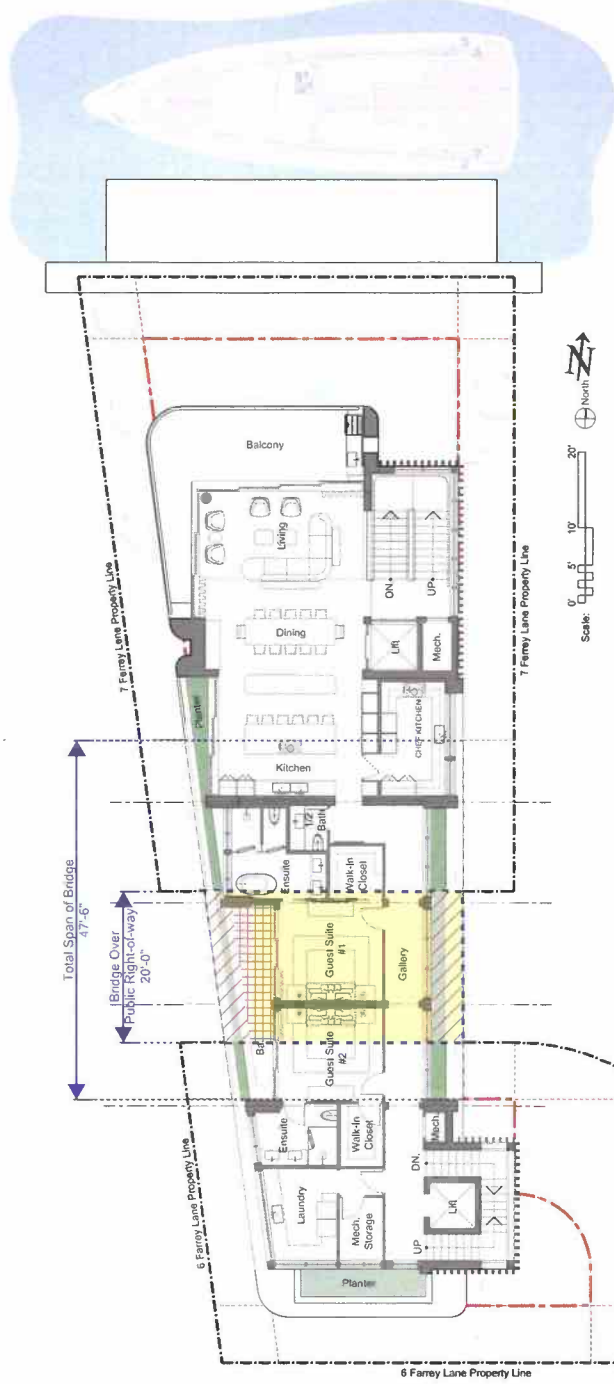 Balcony
Living
Dining
DN.
UP
Lift
Mech.
Planter
CHEF KITCHEN
Kitchen
1/2
Bath
Ensuite
Walk-In
Closet
Guest Suite
#1
Gallery
Guest Suite
#2
Ba
Ensuite
Walk-In
Closet
Mech.
Laundry
Mech.
Storage
DN.
UP
Lift
Planter
Total Span of Bridge
47'-6"
Bridge Over
Public Right-of-way
20'-0"
7 Farrey Lane Property Line
7 Farrey Lane Property Line
6 Farrey Lane Property Line
6 Farrey Lane Property Line
Scale:
0'
5'
10'
20'
North
N